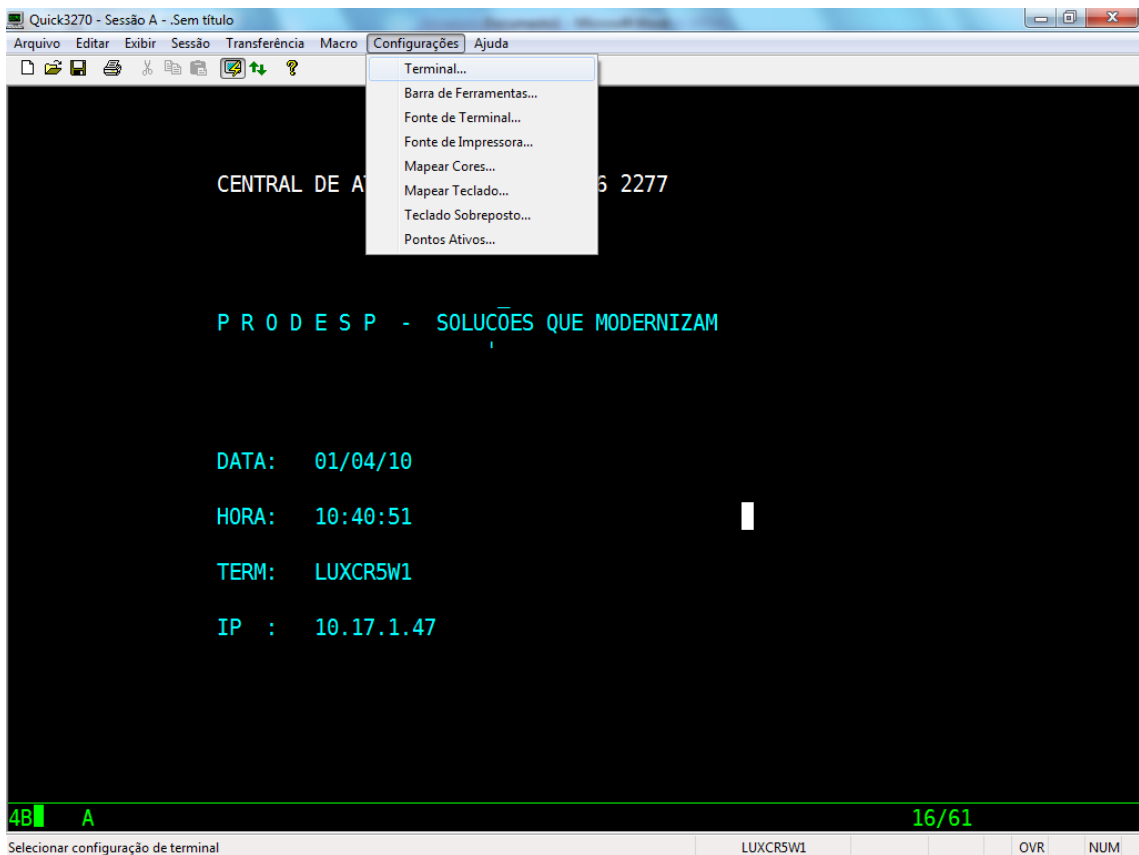 Quick3270 - Sessão A - .Sem título
Arquivo Editar Exibir Sessão Transferência Macro Configurações Ajuda
Terminal...
Barra de Ferramentas...
Fonte de Terminal...
Fonte de Impressora...
Mapear Cores...
Mapear Teclado...
Teclado Sobreposto...
Pontos Ativos...
CENTRAL DE A 6 2277
P R O D E S P - SOLUCOES QUE MODERNIZAM
DATA: 01/04/10
HORA: 10:40:51
TERM: LUXCR5W1
IP : 10.17.1.47
4B A 16/61
Selecionar configuração de terminal LUXCR5W1 OVR NUM